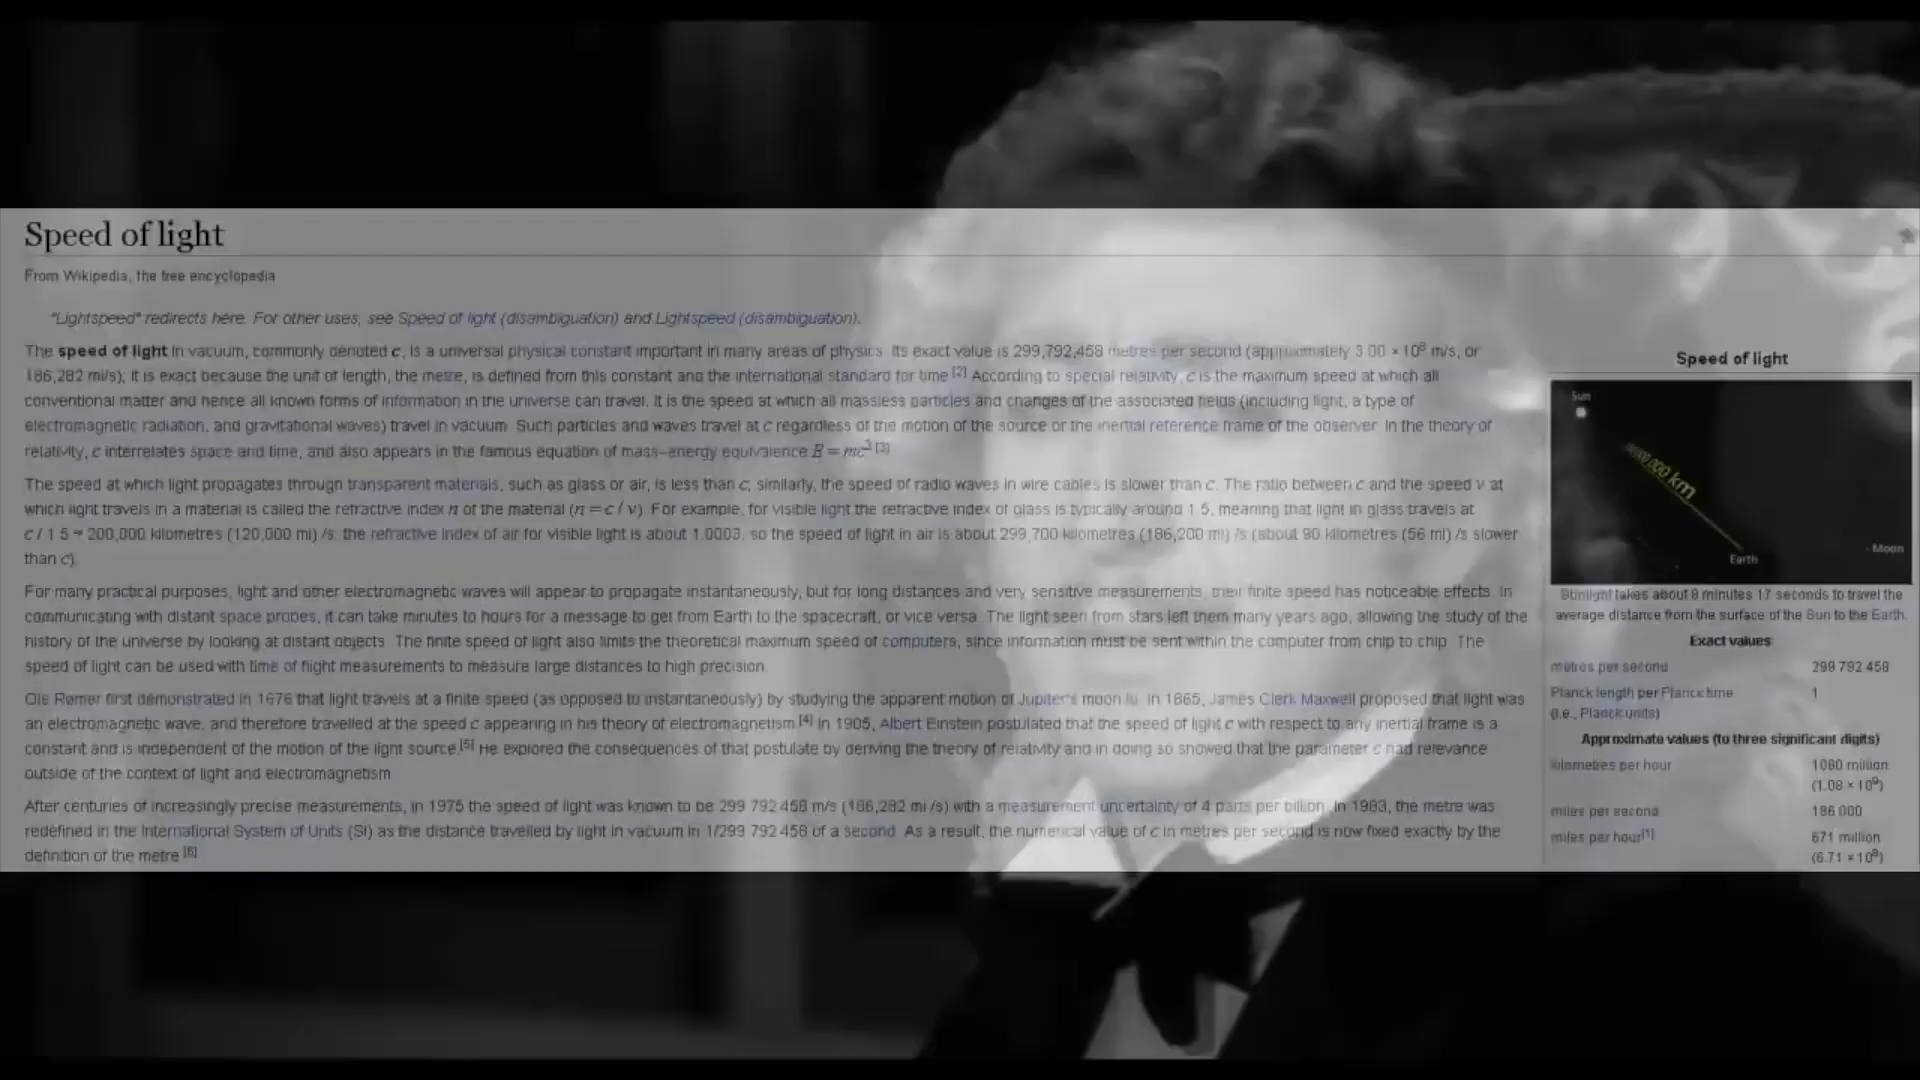 Speed of light
From Wikipedia, the free encyclopedia
"Lightspeed" redirects here. For other uses, see Speed of light (disambiguation) and Lightspeed (disambiguation).
The speed of light in vacuum, commonly denoted c, is a universal physical constant important in many areas of physics. Its exact value is 299,792,458 metres per second (approximately 3.00 × 10⁸ m/s, or
186,282 mi/s); it is exact because the unit of length, the metre, is defined from this constant and the international standard for time.[2] According to special relativity, c is the maximum speed at which all
conventional matter and hence all known forms of information in the universe can travel. It is the speed at which all massless particles and changes of the associated fields (including light, a type of
electromagnetic radiation, and gravitational waves) travel in vacuum. Such particles and waves travel at c regardless of the motion of the source or the inertial reference frame of the observer. In the theory of
relativity, c interrelates space and time, and also appears in the famous equation of mass–energy equivalence E = mc².[3]
The speed at which light propagates through transparent materials, such as glass or air, is less than c; similarly, the speed of radio waves in wire cables is slower than c. The ratio between c and the speed v at
which light travels in a material is called the refractive index n of the material (n = c / v). For example, for visible light the refractive index of glass is typically around 1.5, meaning that light in glass travels at
c / 1.5 ≈ 200,000 kilometres (120,000 mi) /s; the refractive index of air for visible light is about 1.0003, so the speed of light in air is about 299,700 kilometres (186,200 mi) /s (about 90 kilometres (56 mi) /s slower
than c).
For many practical purposes, light and other electromagnetic waves will appear to propagate instantaneously, but for long distances and very sensitive measurements, their finite speed has noticeable effects. In
communicating with distant space probes, it can take minutes to hours for a message to get from Earth to the spacecraft, or vice versa. The light seen from stars left them many years ago, allowing the study of the
history of the universe by looking at distant objects. The finite speed of light also limits the theoretical maximum speed of computers, since information must be sent within the computer from chip to chip. The
speed of light can be used with time of flight measurements to measure large distances to high precision.
Ole Rømer first demonstrated in 1676 that light travels at a finite speed (as opposed to instantaneously) by studying the apparent motion of Jupiter's moon Io. In 1865, James Clerk Maxwell proposed that light was
an electromagnetic wave, and therefore travelled at the speed c appearing in his theory of electromagnetism.[4] In 1905, Albert Einstein postulated that the speed of light c with respect to any inertial frame is a
constant and is independent of the motion of the light source.[5] He explored the consequences of that postulate by deriving the theory of relativity and in doing so showed that the parameter c had relevance
outside of the context of light and electromagnetism.
After centuries of increasingly precise measurements, in 1975 the speed of light was known to be 299 792 458 m/s (186,282 mi /s) with a measurement uncertainty of 4 parts per billion. In 1983, the metre was
redefined in the International System of Units (SI) as the distance travelled by light in vacuum in 1/299 792 458 of a second. As a result, the numerical value of c in metres per second is now fixed exactly by the
definition of the metre.[6]
Speed of light
Sun
000,000 km
Earth
Moon
Sunlight takes about 8 minutes 17 seconds to travel the
average distance from the surface of the Sun to the Earth.
Exact values
metres per second 299 792 458
Planck length per Planck time 1
(i.e., Planck units)
Approximate values (to three significant digits)
kilometres per hour 1080 million
(1.08 × 10⁹)
miles per second 186 000
miles per hour[1] 671 million
(6.71 × 10⁸)